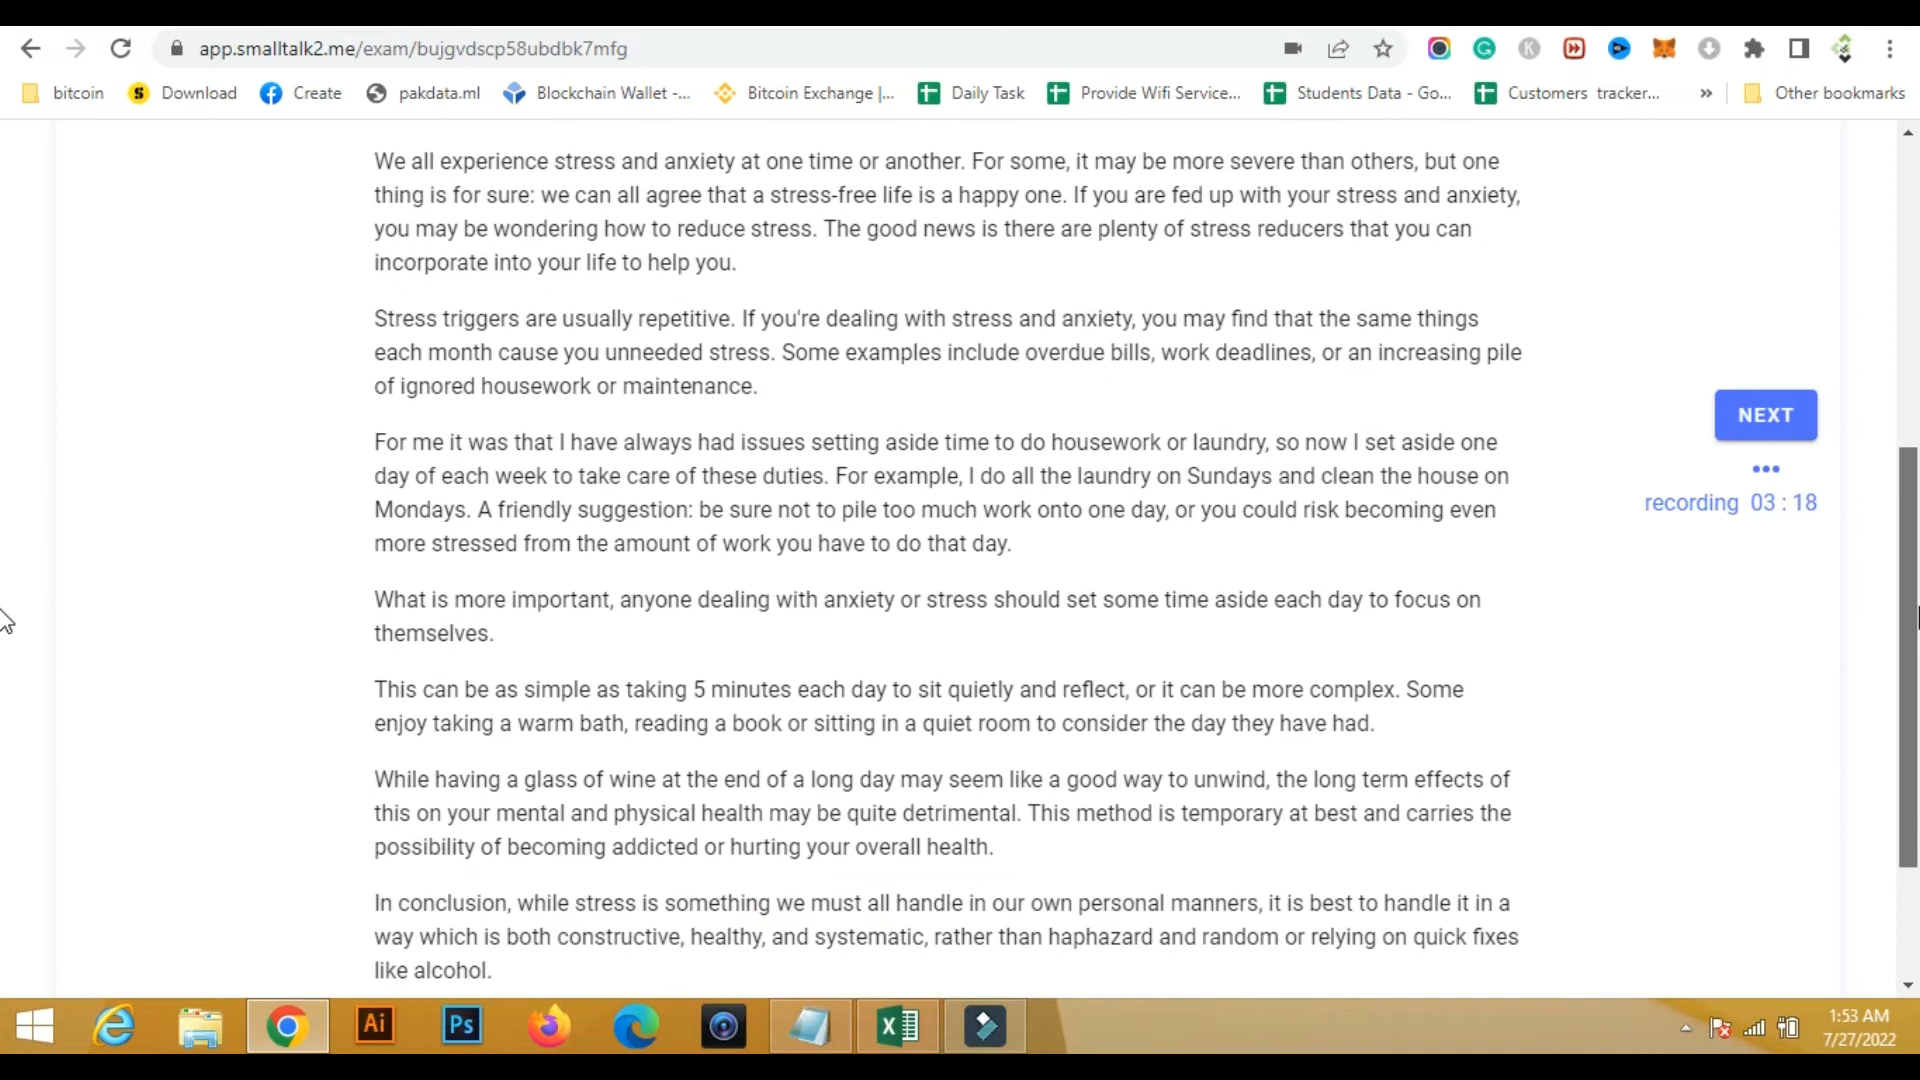 app.smalltalk2.me/exam/bujgvdscp58ubdbk7mfg
bitcoin Download Create pakdata.ml Blockchain Wallet -... Bitcoin Exchange |... Daily Task Provide Wifi Service... Students Data - Go... Customers tracker... » Other bookmarks
We all experience stress and anxiety at one time or another. For some, it may be more severe than others, but one
thing is for sure: we can all agree that a stress-free life is a happy one. If you are fed up with your stress and anxiety,
you may be wondering how to reduce stress. The good news is there are plenty of stress reducers that you can
incorporate into your life to help you.
Stress triggers are usually repetitive. If you're dealing with stress and anxiety, you may find that the same things
each month cause you unneeded stress. Some examples include overdue bills, work deadlines, or an increasing pile
of ignored housework or maintenance.
For me it was that I have always had issues setting aside time to do housework or laundry, so now I set aside one
day of each week to take care of these duties. For example, I do all the laundry on Sundays and clean the house on
Mondays. A friendly suggestion: be sure not to pile too much work onto one day, or you could risk becoming even
more stressed from the amount of work you have to do that day.
What is more important, anyone dealing with anxiety or stress should set some time aside each day to focus on
themselves.
This can be as simple as taking 5 minutes each day to sit quietly and reflect, or it can be more complex. Some
enjoy taking a warm bath, reading a book or sitting in a quiet room to consider the day they have had.
While having a glass of wine at the end of a long day may seem like a good way to unwind, the long term effects of
this on your mental and physical health may be quite detrimental. This method is temporary at best and carries the
possibility of becoming addicted or hurting your overall health.
In conclusion, while stress is something we must all handle in our own personal manners, it is best to handle it in a
way which is both constructive, healthy, and systematic, rather than haphazard and random or relying on quick fixes
like alcohol.
NEXT
recording 03 : 18
Ai
Ps
1:53 AM
7/27/2022